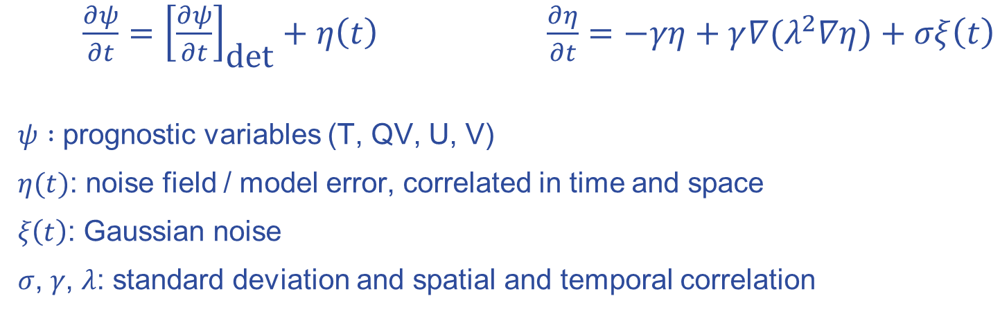 ∂ψ/∂t = [∂ψ/∂t]det + η(t)
∂η/∂t = −γη + γ∇(λ²∇η) + σξ(t)
ψ : prognostic variables (T, QV, U, V)
η(t): noise field / model error, correlated in time and space
ξ(t): Gaussian noise
σ, γ, λ: standard deviation and spatial and temporal correlation